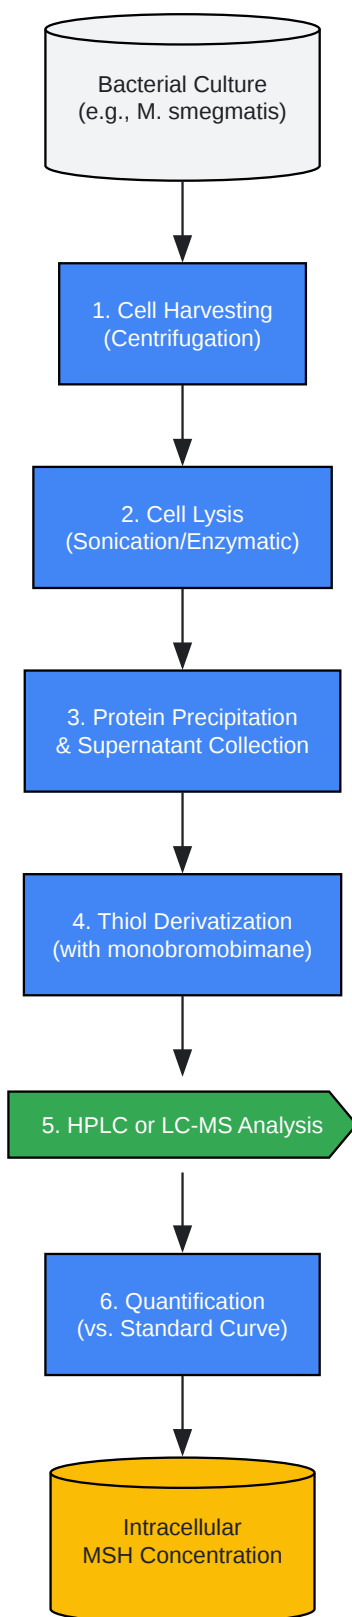 Bacterial Culture
(e.g., M. smegmatis)
1. Cell Harvesting
(Centrifugation)
2. Cell Lysis
(Sonication/Enzymatic)
3. Protein Precipitation
& Supernatant Collection
4. Thiol Derivatization
(with monobromobimane)
5. HPLC or LC-MS Analysis
6. Quantification
(vs. Standard Curve)
Intracellular
MSH Concentration